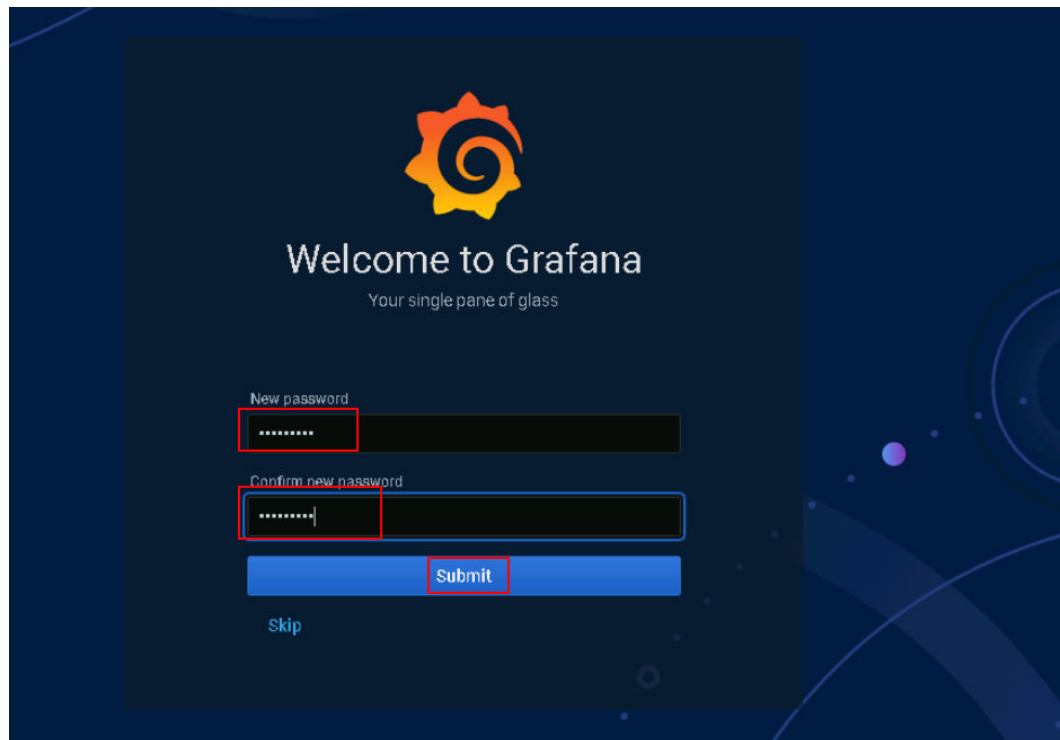 Welcome to Grafana
Your single pane of glass
New password
•••••••••
Confirm new password
•••••••••
Submit
Skip